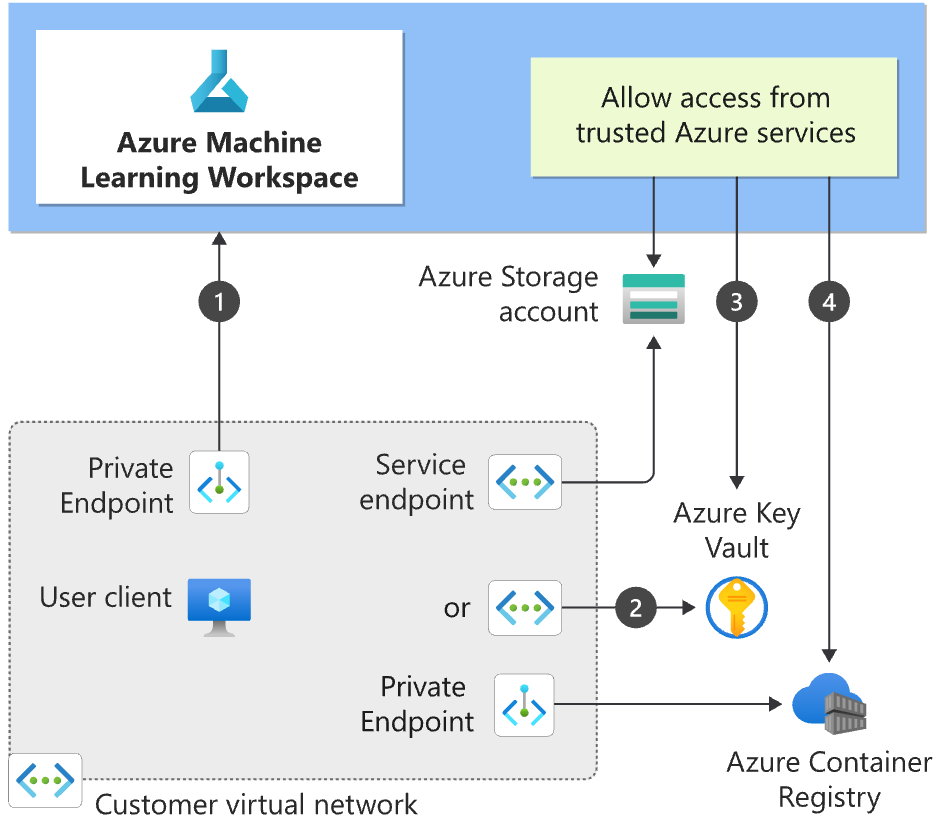 Azure Machine
Learning Workspace
Allow access from
trusted Azure services
1
Azure Storage
account
3
4
Private
Endpoint
Service
endpoint
Azure Key
Vault
User client
or
2
Private
Endpoint
Azure Container
Registry
Customer virtual network